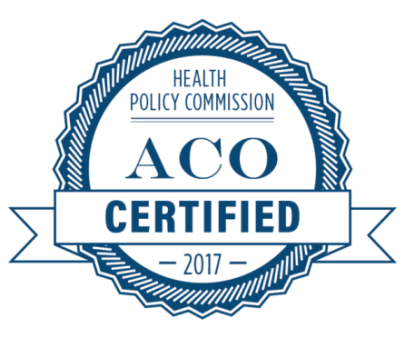 HEALTH
POLICY COMMISSION
ACO
CERTIFIED
– 2017 –